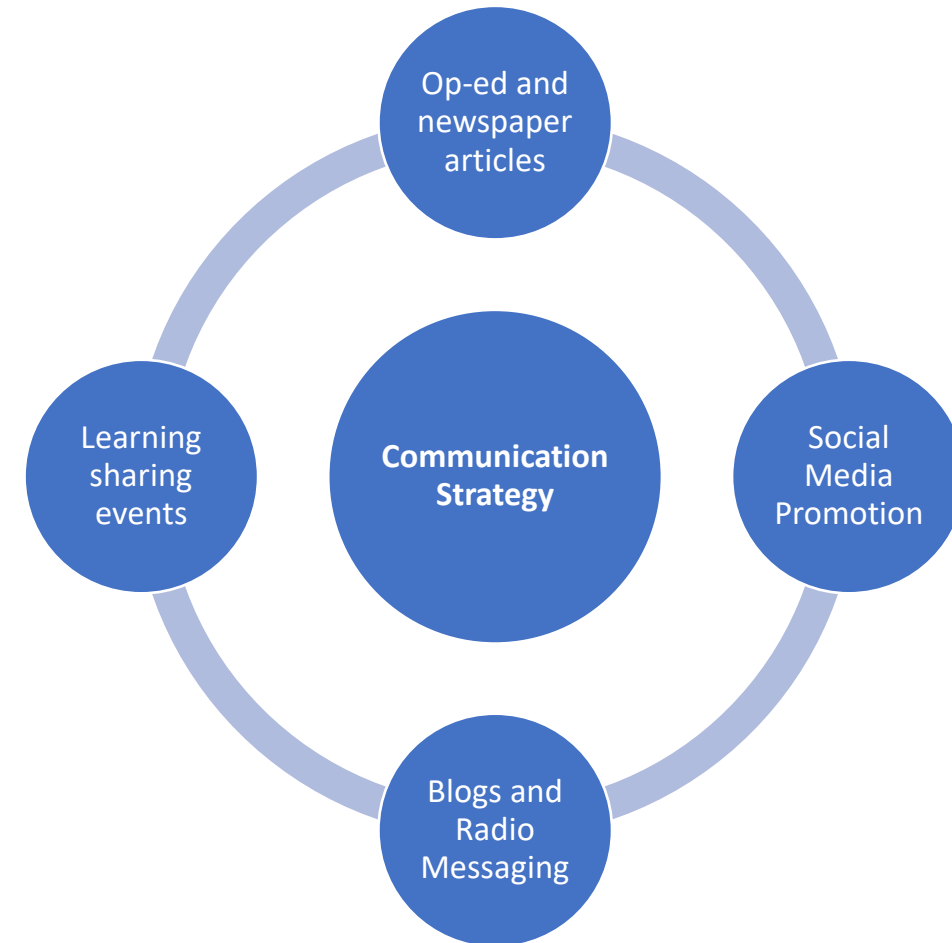 Op-ed and
newspaper
articles
Social
Media
Promotion
Blogs and
Radio
Messaging
Learning
sharing
events
Communication
Strategy